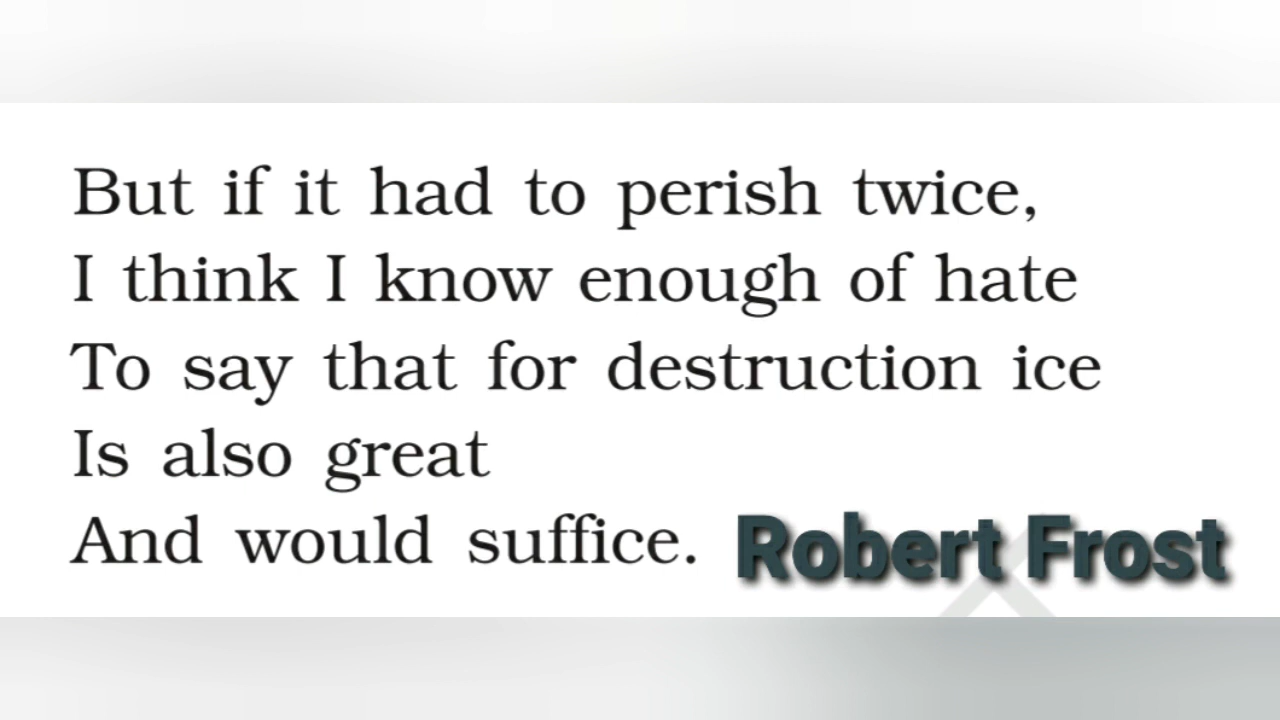 But if it had to perish twice,
I think I know enough of hate
To say that for destruction ice
Is also great
And would suffice. Robert Frost